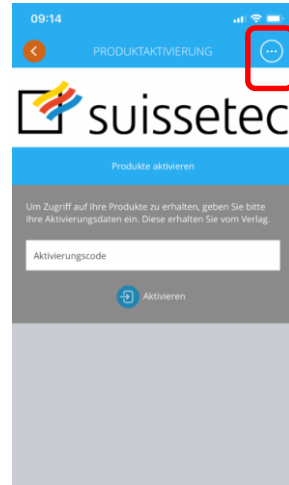 09:14
PRODUKTAKTIVIERUNG
suissetec
Produkte aktivieren
Um Zugriff auf Ihre Produkte zu erhalten, geben Sie bitte
Ihre Aktivierungsdaten ein. Diese erhalten Sie vom Verlag.
Aktivierungscode
Aktivieren